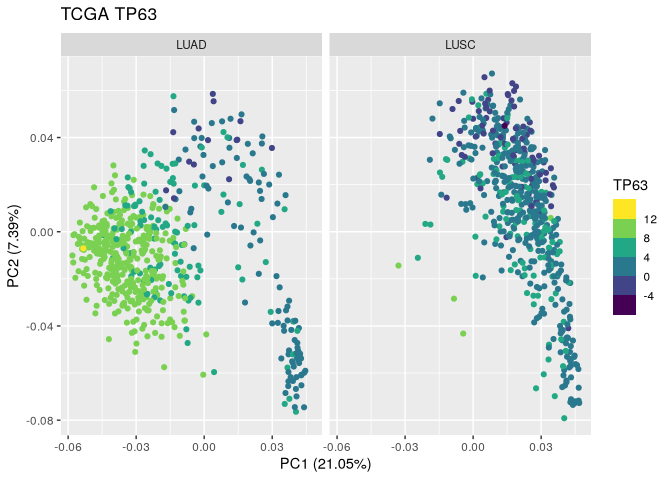 TCGA TP63
LUAD
LUSC
0.04
0.00
-0.04
-0.08
-0.06
-0.03
0.00
0.03
-0.06
-0.03
0.00
0.03
PC1 (21.05%)
PC2 (7.39%)
TP63
12
8
4
0
-4